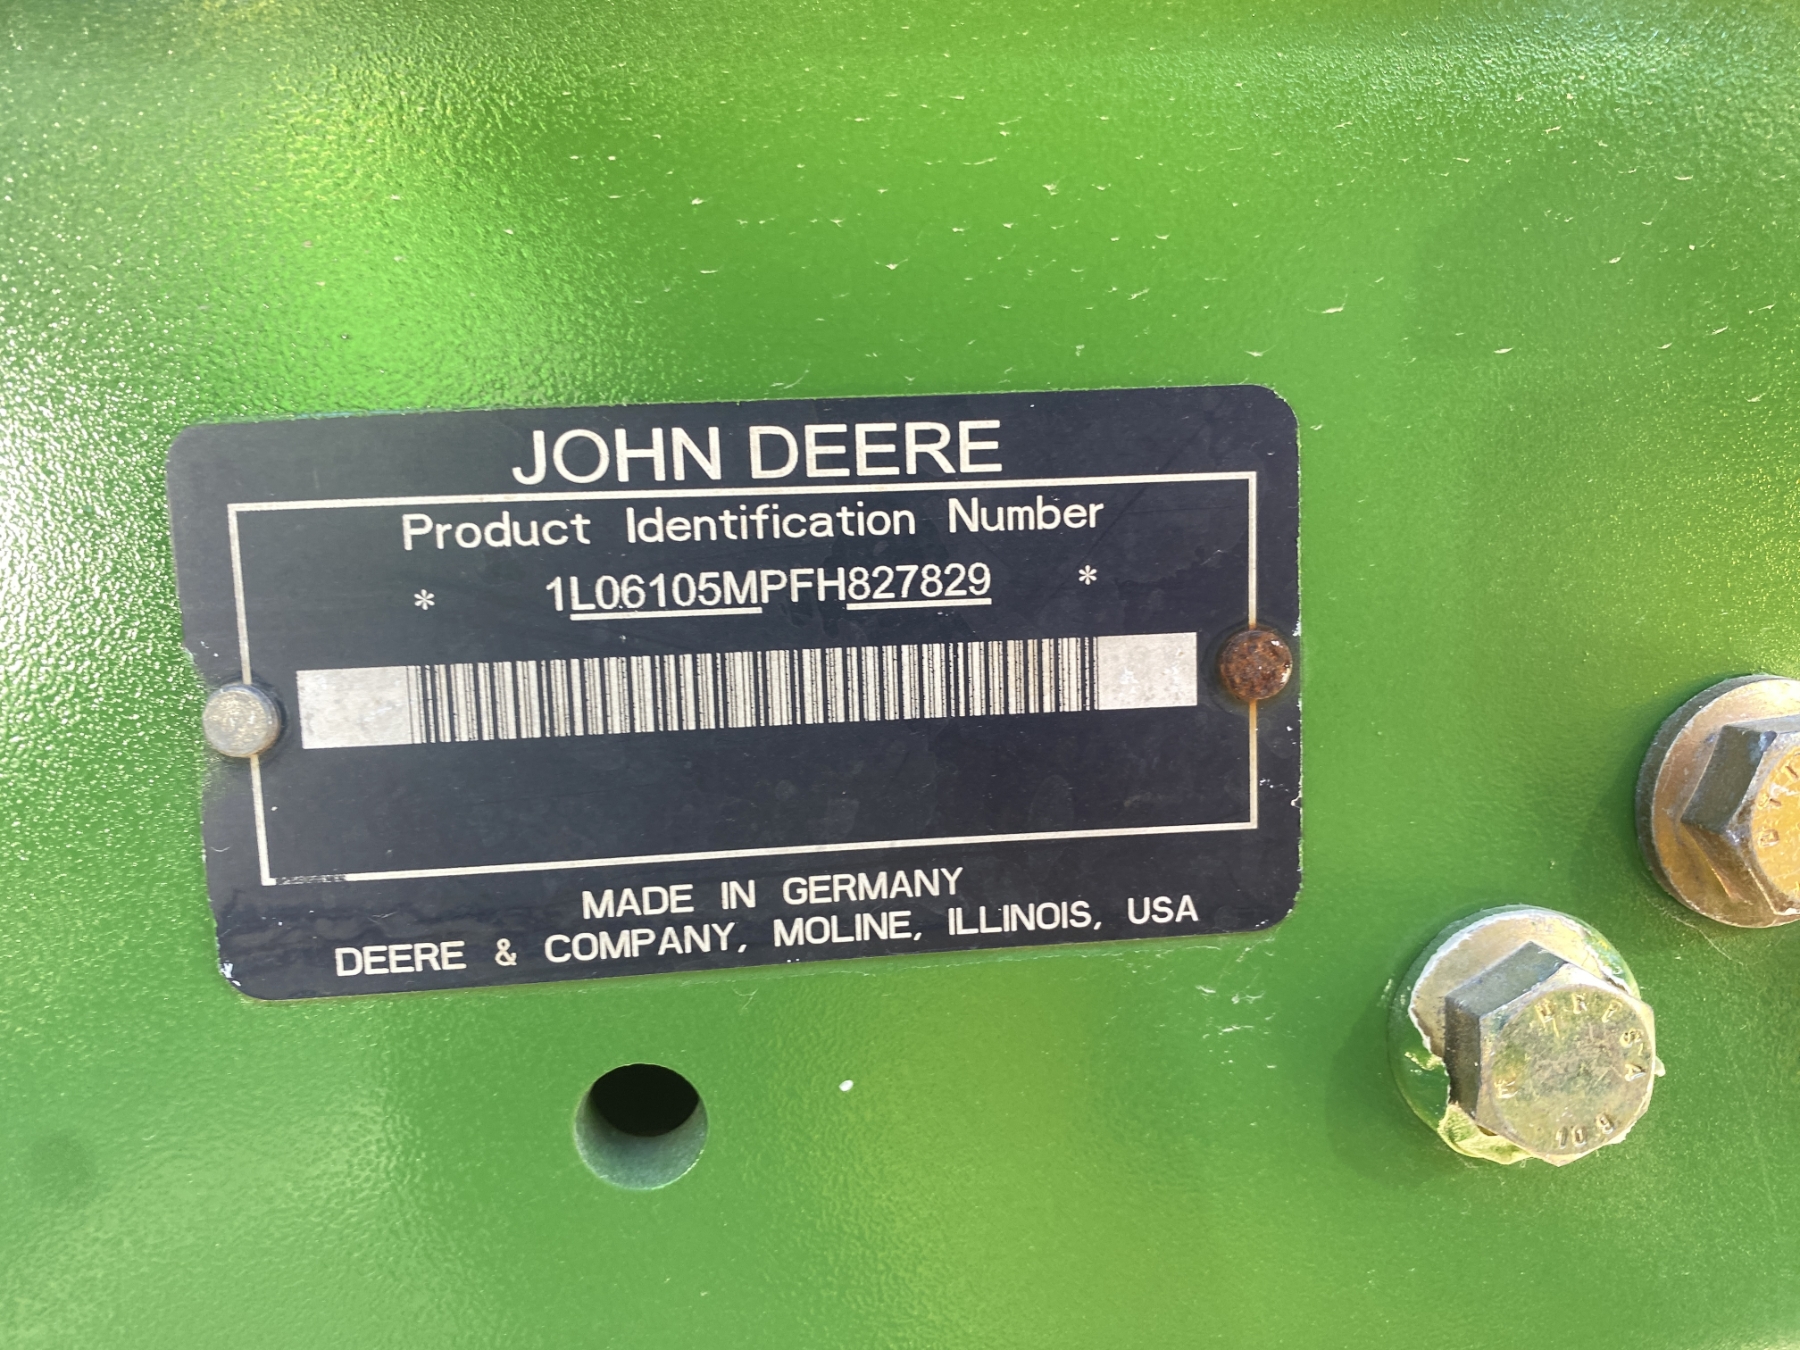 JOHN DEERE
Product Identification Number
* 1L06105MPFH827829 *
MADE IN GERMANY
DEERE & COMPANY, MOLINE, ILLINOIS, USA